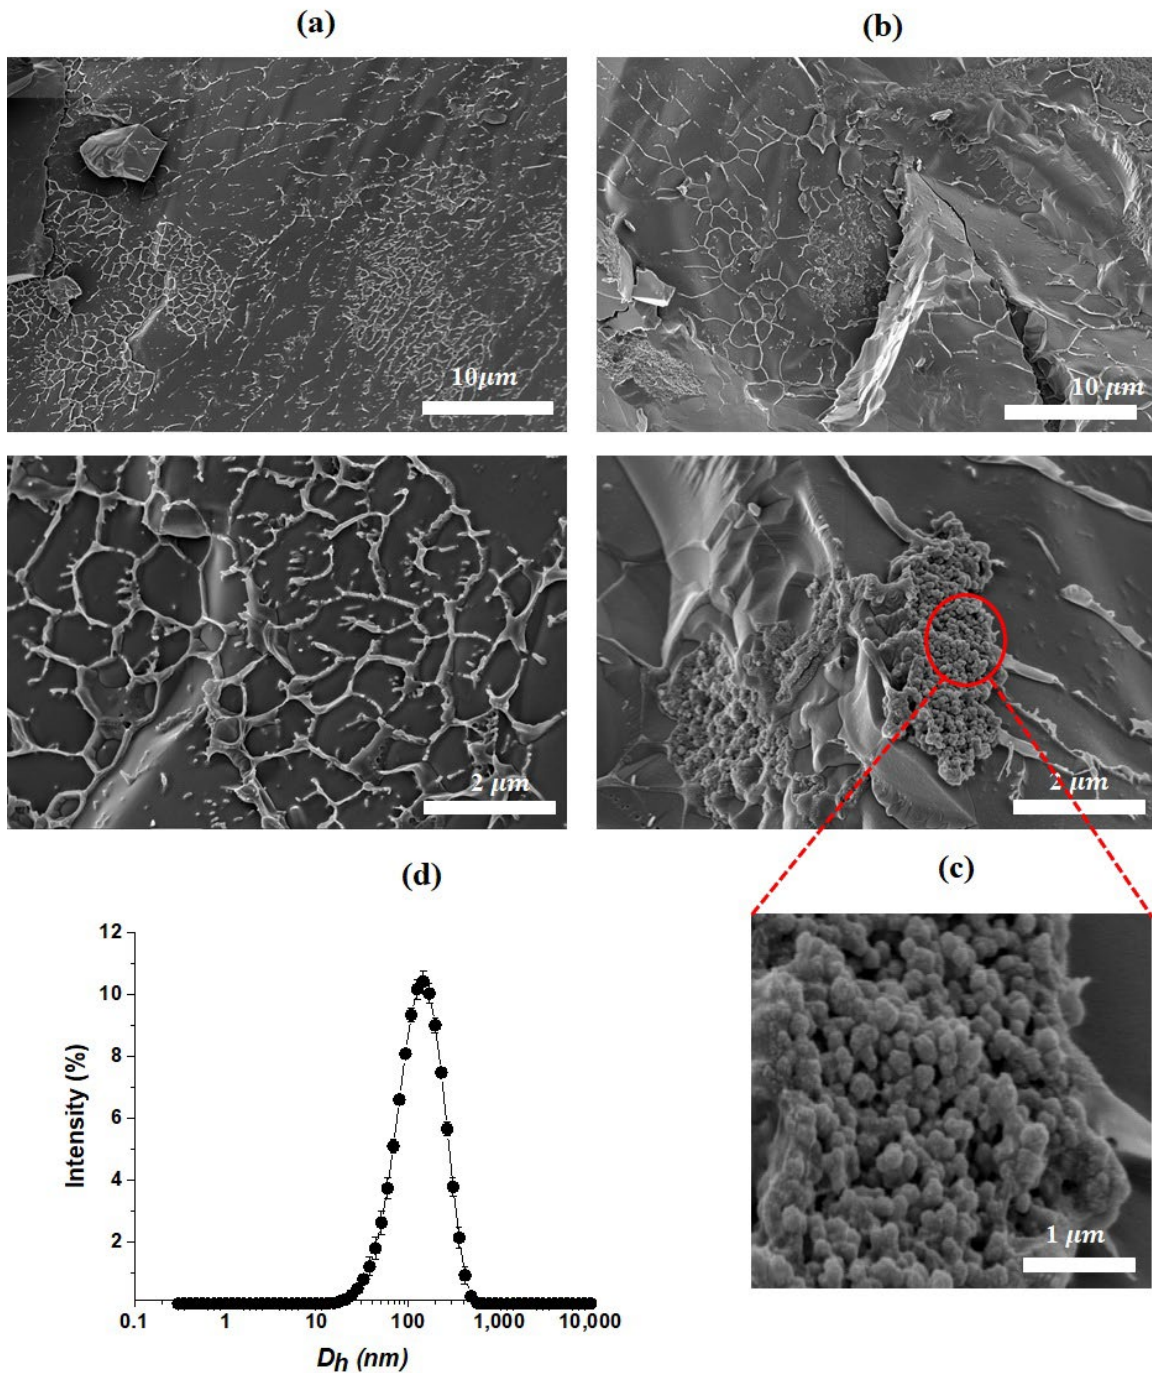 (a)
(b)
10μm
10 μm
2 μm
2 μm
(d)
(c)
12
10
8
6
4
2
Intensity (%)
0.1 1 10 100 1,000 10,000
Dh (nm)
1 μm